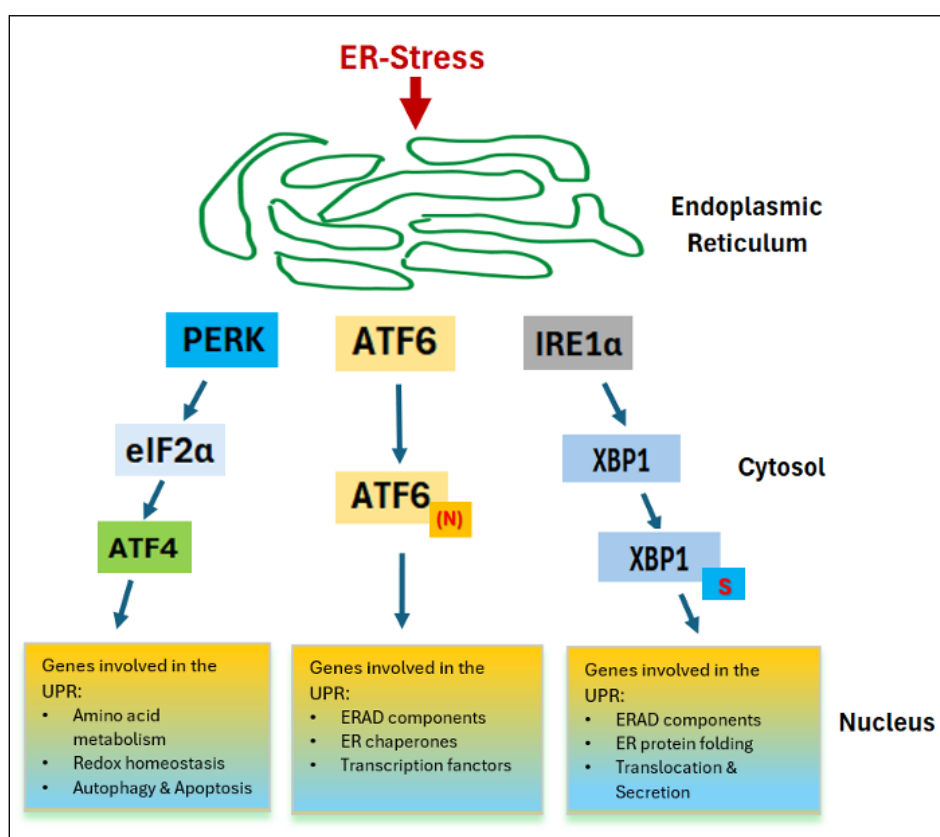 ER-Stress
Endoplasmic
Reticulum
PERK
ATF6
IRE1α
eIF2α
ATF6
(N)
XBP1
Cytosol
ATF4
XBP1
S
Genes involved in the
UPR:
• Amino acid
metabolism
• Redox homeostasis
• Autophagy & Apoptosis
Genes involved in the
UPR:
• ERAD components
• ER chaperones
• Transcription fanctors
Genes involved in the
UPR:
• ERAD components
• ER protein folding
• Translocation &
Secretion
Nucleus